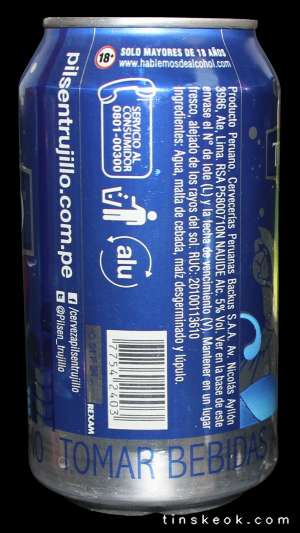 18+ SOLO MAYORES DE 18 AÑOS
www.hablemosdealcohol.com
pilsentrujillo.com.pe
/cervezapilsentrujillo
@Pilsen_trujillo
SERVICIO AL
CONSUMIDOR
0801-00300
alu
Producto Peruano. Cervecerías Peruanas Backus S.A.A. Av. Nicolás Ayllón
3986, Ate, Lima. RSA P5800710N NAUDE Alc. 5% Vol. Ver en la base de este
envase el N° de lote (L) y la fecha de vencimiento (V). Mantener en un lugar
fresco, alejado de los rayos del sol. RUC: 20100113610
Ingredientes: Agua, malta de cebada, maíz desgerminado y lúpulo.
REXAM
TOMAR BEBIDAS
tinskeok.com